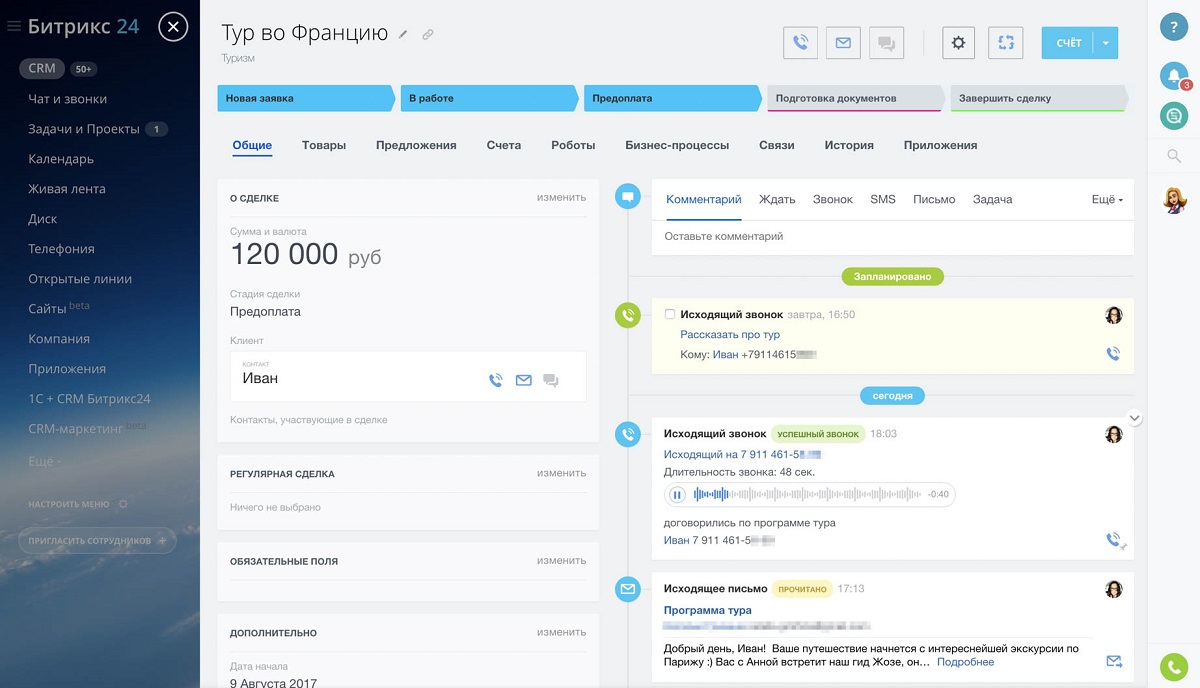 Битрикс 24
CRM 50+
Чат и звонки
Задачи и Проекты 1
Календарь
Живая лента
Диск
Телефония
Открытые линии
Сайты beta
Компания
Приложения
1С + CRM Битрикс24
CRM-маркетинг beta
Ещё -
НАСТРОИТЬ МЕНЮ
ПРИГЛАСИТЬ СОТРУДНИКОВ +
Тур во Францию
Туризм
СЧЁТ
Новая заявка
В работе
Предоплата
Подготовка документов
Завершить сделку
Общие
Товары
Предложения
Счета
Роботы
Бизнес-процессы
Связи
История
Приложения
О СДЕЛКЕ
изменить
Сумма и валюта
120 000 руб
Стадия сделки
Предоплата
Клиент
КОНТАКТ
Иван
Контакты, участвующие в сделке
РЕГУЛЯРНАЯ СДЕЛКА
изменить
Ничего не выбрано
ОБЯЗАТЕЛЬНЫЕ ПОЛЯ
изменить
ДОПОЛНИТЕЛЬНО
изменить
Дата начала
9 Августа 2017
Комментарий
Ждать
Звонок
SMS
Письмо
Задача
Ещё
Оставьте комментарий
Запланировано
Исходящий звонок завтра, 16:50
Рассказать про тур
Кому: Иван +79114615
сегодня
Исходящий звонок УСПЕШНЫЙ ЗВОНОК 18:03
Исходящий на 7 911 461-5
Длительность звонка: 48 сек.
-0:40
договорились по программе тура
Иван 7 911 461-5
Исходящее письмо ПРОЧИТАНО 17:13
Программа тура
Добрый день, Иван! Ваше путешествие начнется с интереснейшей экскурсии по
Парижу :) Вас с Анной встретит наш гид Жозе, он... Подробнее
?
3